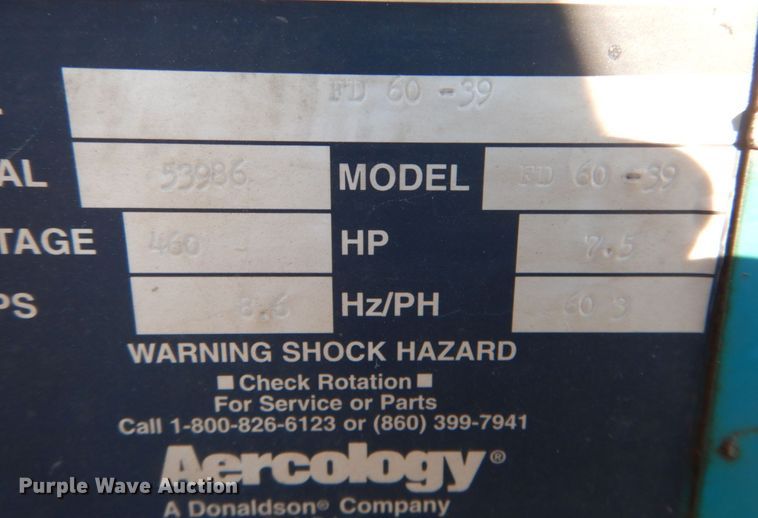 FD 60-39
AL 53986 MODEL FD 60-39
TAGE 460 HP 7.5
PS 8.6 Hz/PH 60 3
WARNING SHOCK HAZARD
■ Check Rotation ■
For Service or Parts
Call 1-800-826-6123 or (860) 399-7941
Aercology®
A Donaldson® Company
Purple Wave Auction